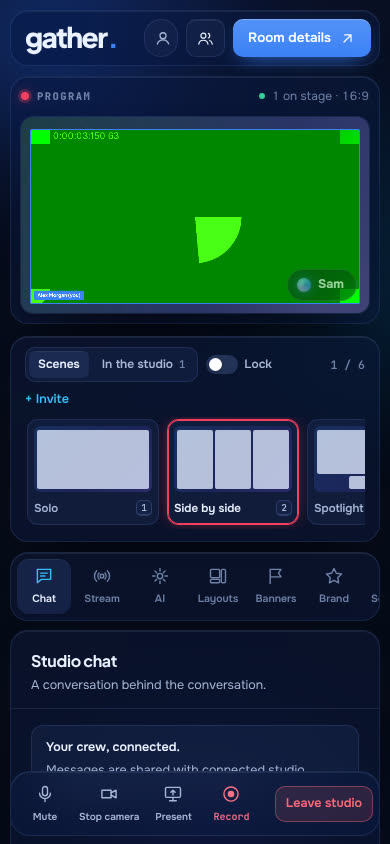 gather.
Room details
PROGRAM
1 on stage · 16:9
0:00:03:150 63
Sam
Alex Morgan (you)
Scenes
In the studio 1
Lock
1 / 6
+ Invite
Solo 1
Side by side 2
Spotlight
Chat
Stream
AI
Layouts
Banners
Brand
Studio chat
A conversation behind the conversation.
Your crew, connected.
Messages are shared with connected studio
Mute
Stop camera
Present
Record
Leave studio